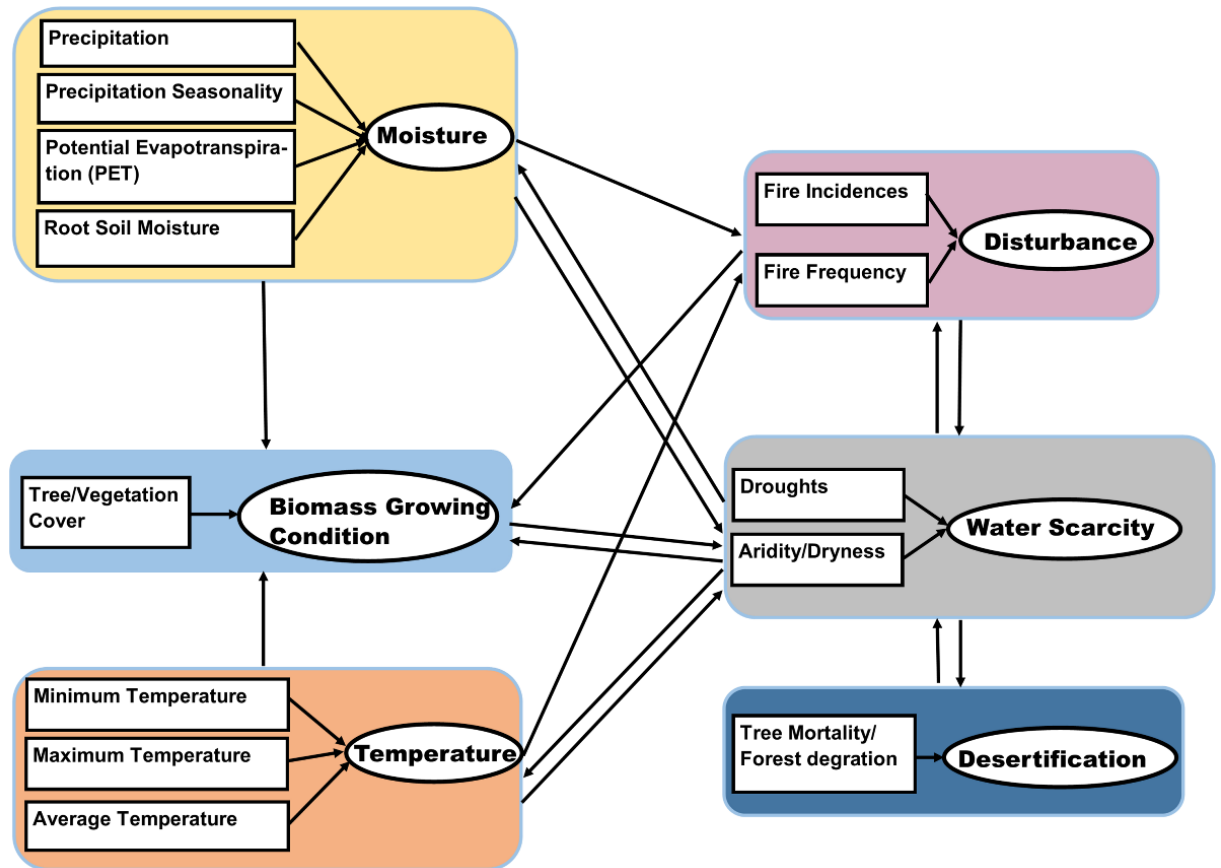 Precipitation
Precipitation Seasonality
Potential Evapotranspira-
tion (PET)
Root Soil Moisture
Moisture
Fire Incidences
Fire Frequency
Disturbance
Tree/Vegetation
Cover
Biomass Growing
Condition
Droughts
Aridity/Dryness
Water Scarcity
Minimum Temperature
Maximum Temperature
Average Temperature
Temperature
Tree Mortality/
Forest degration
Desertification